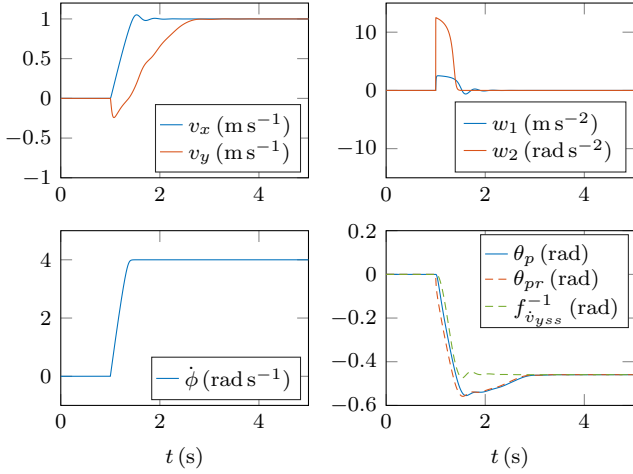 1
0.5
0
-0.5
-1
0 2 4
v_x (m s⁻¹)
v_y (m s⁻¹)
10
0
−10
0 2 4
w_1 (m s⁻²)
w_2 (rad s⁻²)
4
2
0
0 2 4
ϕ̇ (rad s⁻¹)
t (s)
0.2
0
−0.2
−0.4
−0.6
0 2 4
θ_p (rad)
θ_pr (rad)
f⁻¹_v̇yss (rad)
t (s)